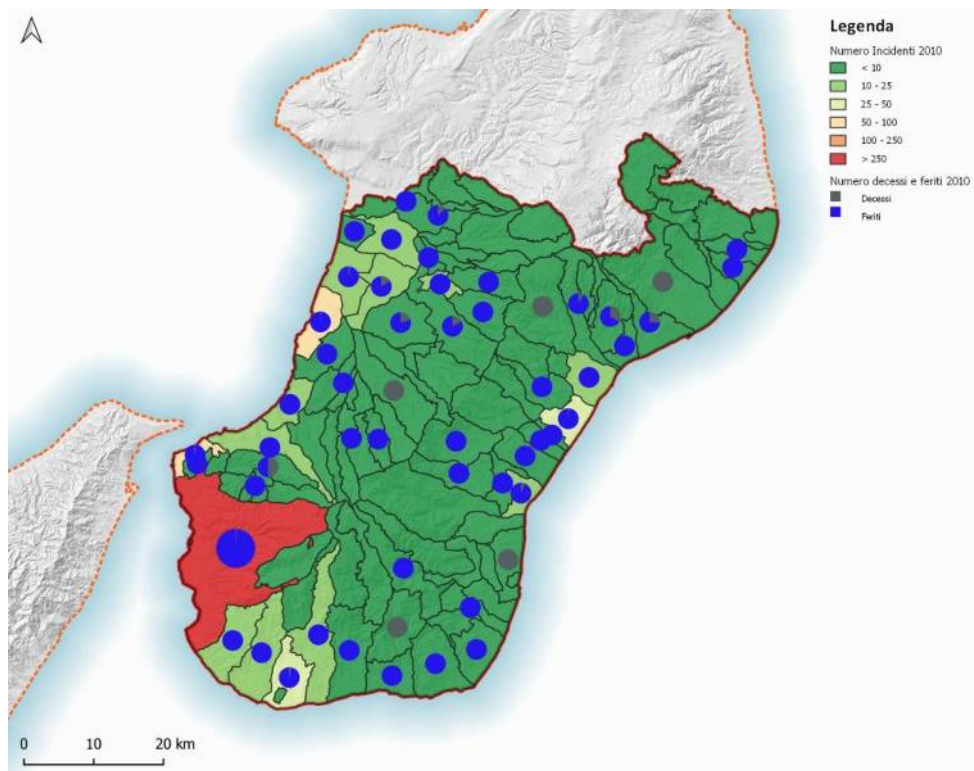 Legenda
Numero Incidenti 2010
< 10
10 - 25
25 - 50
50 - 100
100 - 250
> 250
Numero decessi e feriti 2010
Decessi
Feriti
0 10 20 km